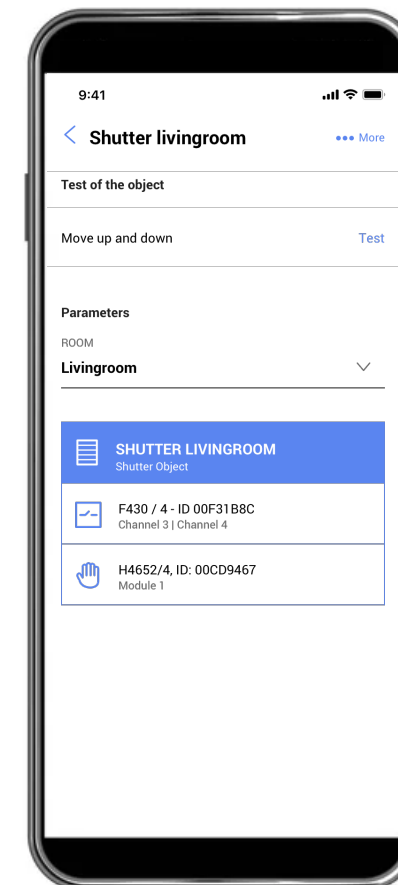 9:41
Shutter livingroom
More
Test of the object
Move up and down
Test
Parameters
ROOM
Livingroom
SHUTTER LIVINGROOM
Shutter Object
F430 / 4 - ID 00F31B8C
Channel 3 | Channel 4
H4652/4, ID: 00CD9467
Module 1